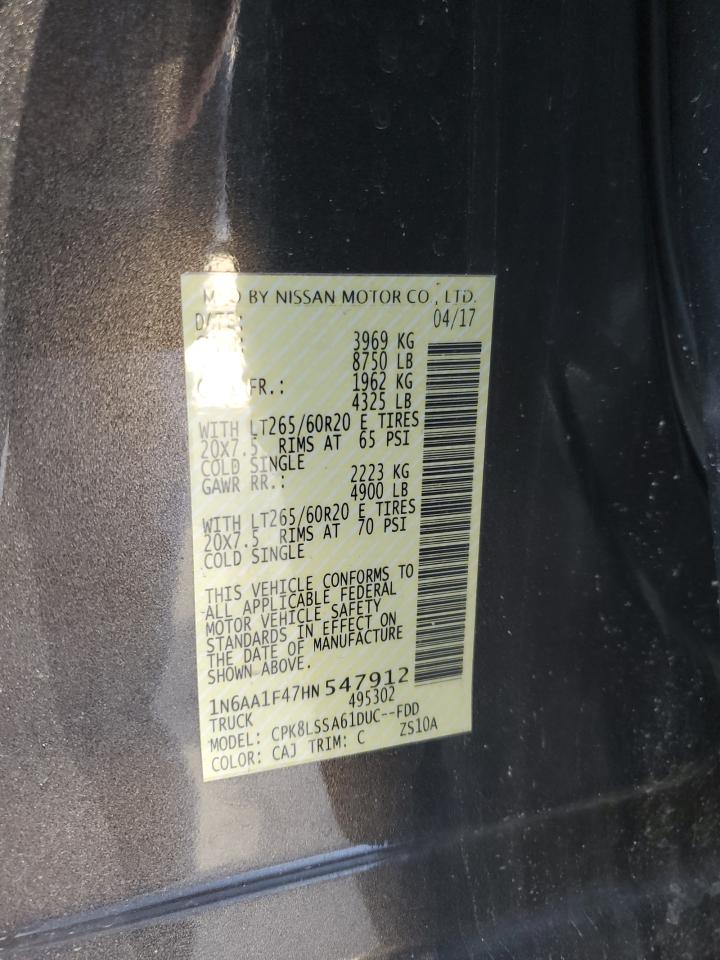 BY NISSAN MOTOR CO., LTD.
DATE: 04/17
3969 KG
8750 LB
FR.: 1962 KG
4325 LB
WITH LT265/60R20 E TIRES
20X7.5 RIMS AT 65 PSI
COLD SINGLE
GAWR RR.: 2223 KG
4900 LB
WITH LT265/60R20 E TIRES
20X7.5 RIMS AT 70 PSI
COLD SINGLE
THIS VEHICLE CONFORMS TO
ALL APPLICABLE FEDERAL
MOTOR VEHICLE SAFETY
STANDARDS IN EFFECT ON
THE DATE OF MANUFACTURE
SHOWN ABOVE.
1N6AA1F47HN547912
TRUCK 495302
MODEL: CPK8LSSA61DUC--FDD
COLOR: CAJ TRIM: C ZS10A